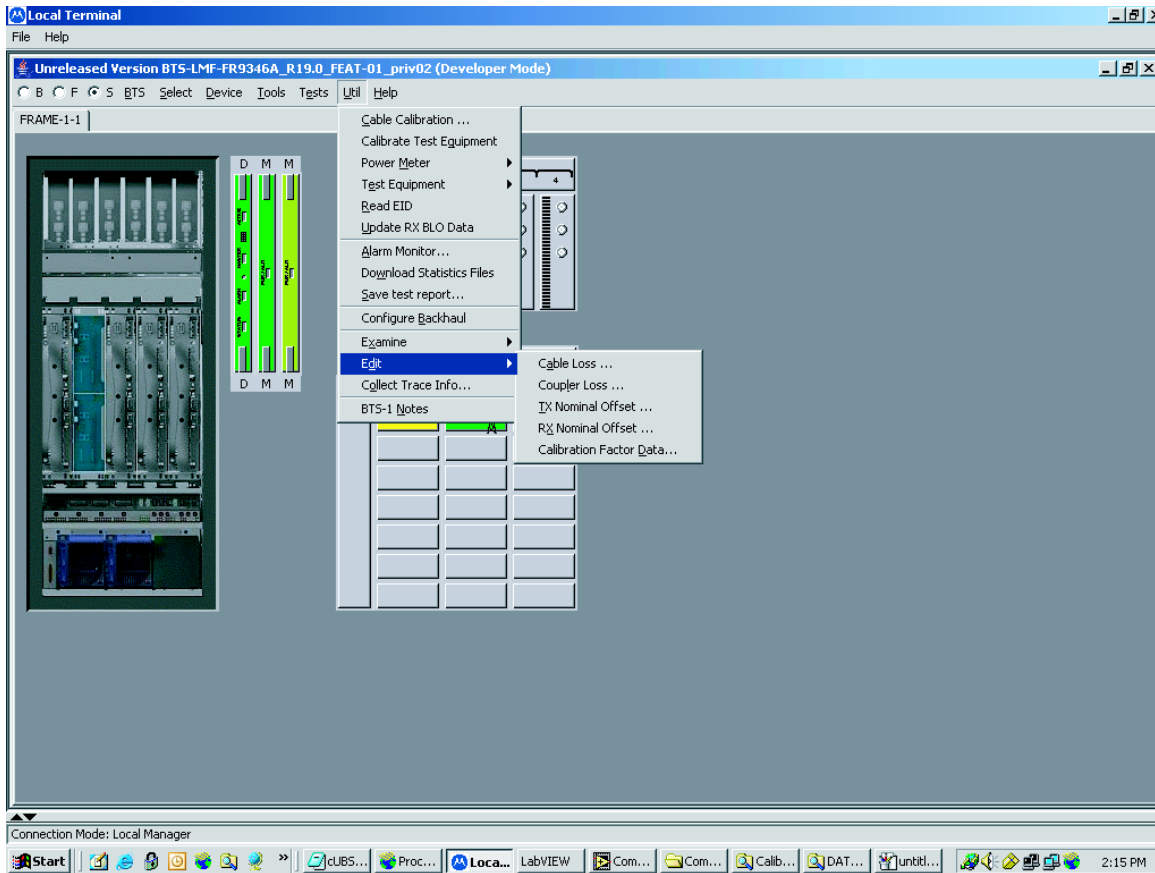 Local Terminal
File Help
Unreleased Version BTS-LMF-FR9346A_R19.0_FEAT-01_priv02 (Developer Mode)
B F S BTS Select Device Tools Tests Util Help
FRAME-1-1
Cable Calibration ...
Calibrate Test Equipment
Power Meter
Test Equipment
Read EID
Update RX BLO Data
Alarm Monitor...
Download Statistics Files
Save test report...
Configure Backhaul
Examine
Edit
Collect Trace Info...
BTS-1 Notes
Cable Loss ...
Coupler Loss ...
TX Nominal Offset ...
RX Nominal Offset ...
Calibration Factor Data...
D M M
D M M
4
Connection Mode: Local Manager
Start » cUBS... Proc... Loca... LabVIEW Com... Com... Calib... DAT... untitl... 2:15 PM